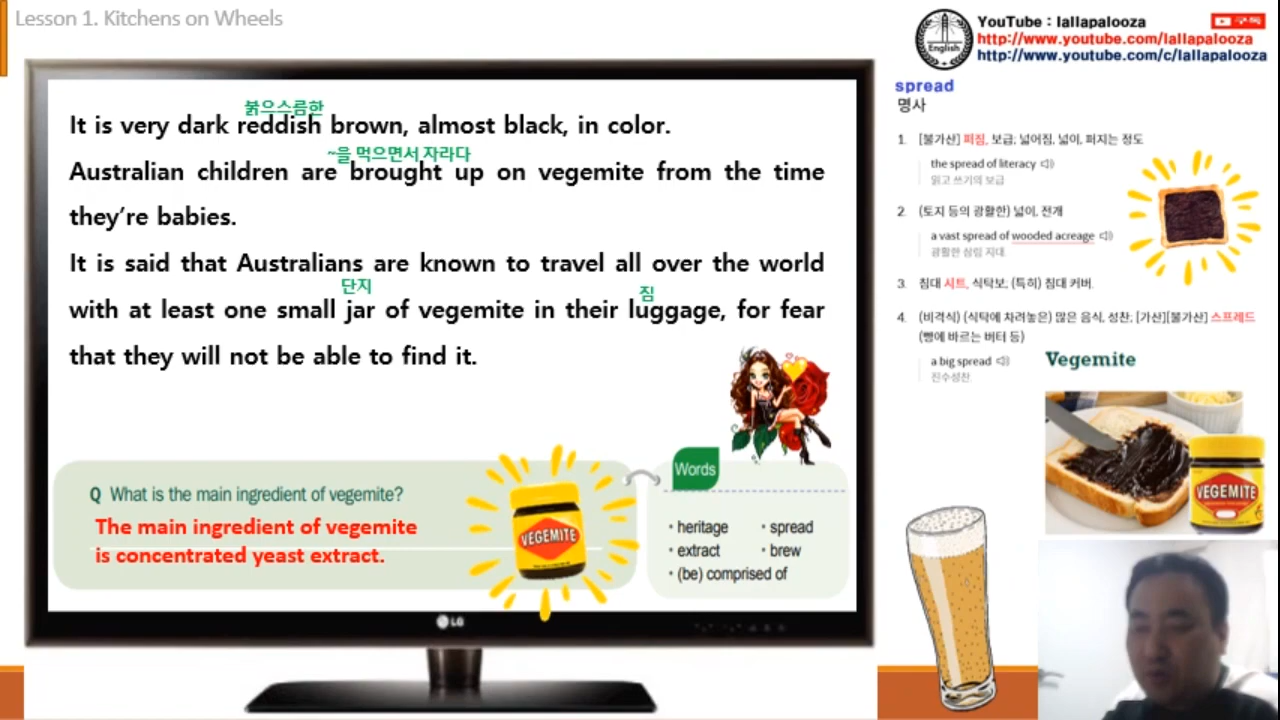 Lesson 1. Kitchens on Wheels
붉으스름한
It is very dark reddish brown, almost black, in color.
~을 먹으면서 자라다
Australian children are brought up on vegemite from the time
they're babies.
It is said that Australians are known to travel all over the world
단지
짐
with at least one small jar of vegemite in their luggage, for fear
that they will not be able to find it.
Q What is the main ingredient of vegemite?
The main ingredient of vegemite
is concentrated yeast extract.
VEGEMITE
Words
• heritage • spread
• extract • brew
• (be) comprised of
LG
English
YouTube : lallapalooza
구독
http://www.youtube.com/lallapalooza
http://www.youtube.com/c/lallapalooza
spread
명사
1. [불가산] 퍼짐, 보급; 넓어짐, 넓이, 퍼지는 정도
the spread of literacy
읽고 쓰기의 보급
2. (토지 등의 광활한) 넓이, 전개
a vast spread of wooded acreage
광활한 삼림 지대
3. 침대 시트, 식탁보, (특히) 침대 커버.
4. (비격식) (식탁에 차려놓은) 많은 음식, 성찬; [가산][불가산] 스프레드
(빵에 바르는 버터 등)
a big spread
진수성찬.
Vegemite
VEGEMITE